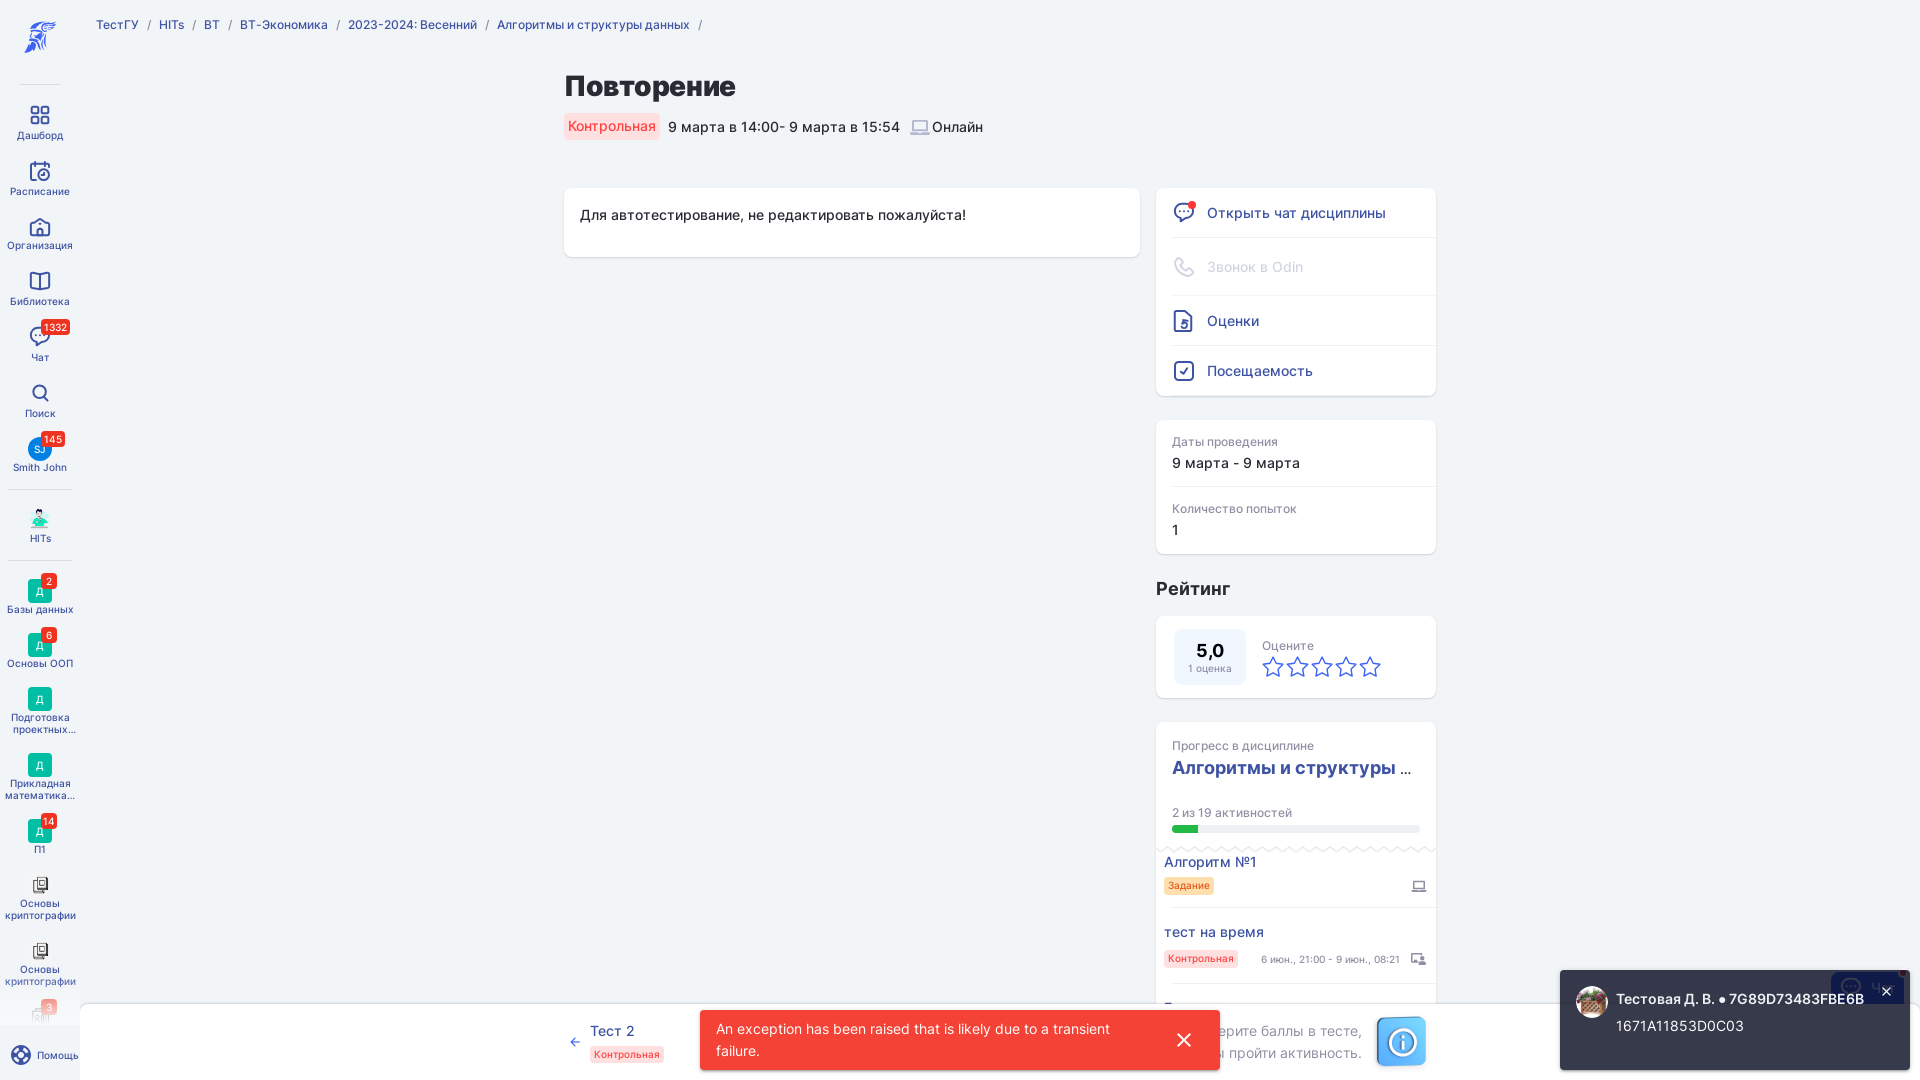 ТестГУ / HITs / ВТ / ВТ-Экономика / 2023-2024: Весенний / Алгоритмы и структуры данных /
Дашборд
Расписание
Организация
Библиотека
1332
Чат
Поиск
145
SJ
Smith John
HITs
2
Д
Базы данных
6
Д
Основы ООП
Д
Подготовка
проектных...
Д
Прикладная
математика...
14
Д
П1
Основы
криптографии
Основы
криптографии
3
Помощь
Повторение
Контрольная 9 марта в 14:00- 9 марта в 15:54 Онлайн
Для автотестирование, не редактировать пожалуйста!
Открыть чат дисциплины
Звонок в Odin
Оценки
Посещаемость
Даты проведения
9 марта - 9 марта
Количество попыток
1
Рейтинг
5,0
1 оценка
Оцените
Прогресс в дисциплине
Алгоритмы и структуры ...
2 из 19 активностей
Алгоритм №1
Задание
тест на время
Контрольная 6 июн., 21:00 - 9 июн., 08:21
Тест 2
Контрольная
An exception has been raised that is likely due to a transient
failure.
баллы в тесте,
пройти активность.
Тестовая Д. В. ● 7G89D73483FBE6B
1671A11853D0C03